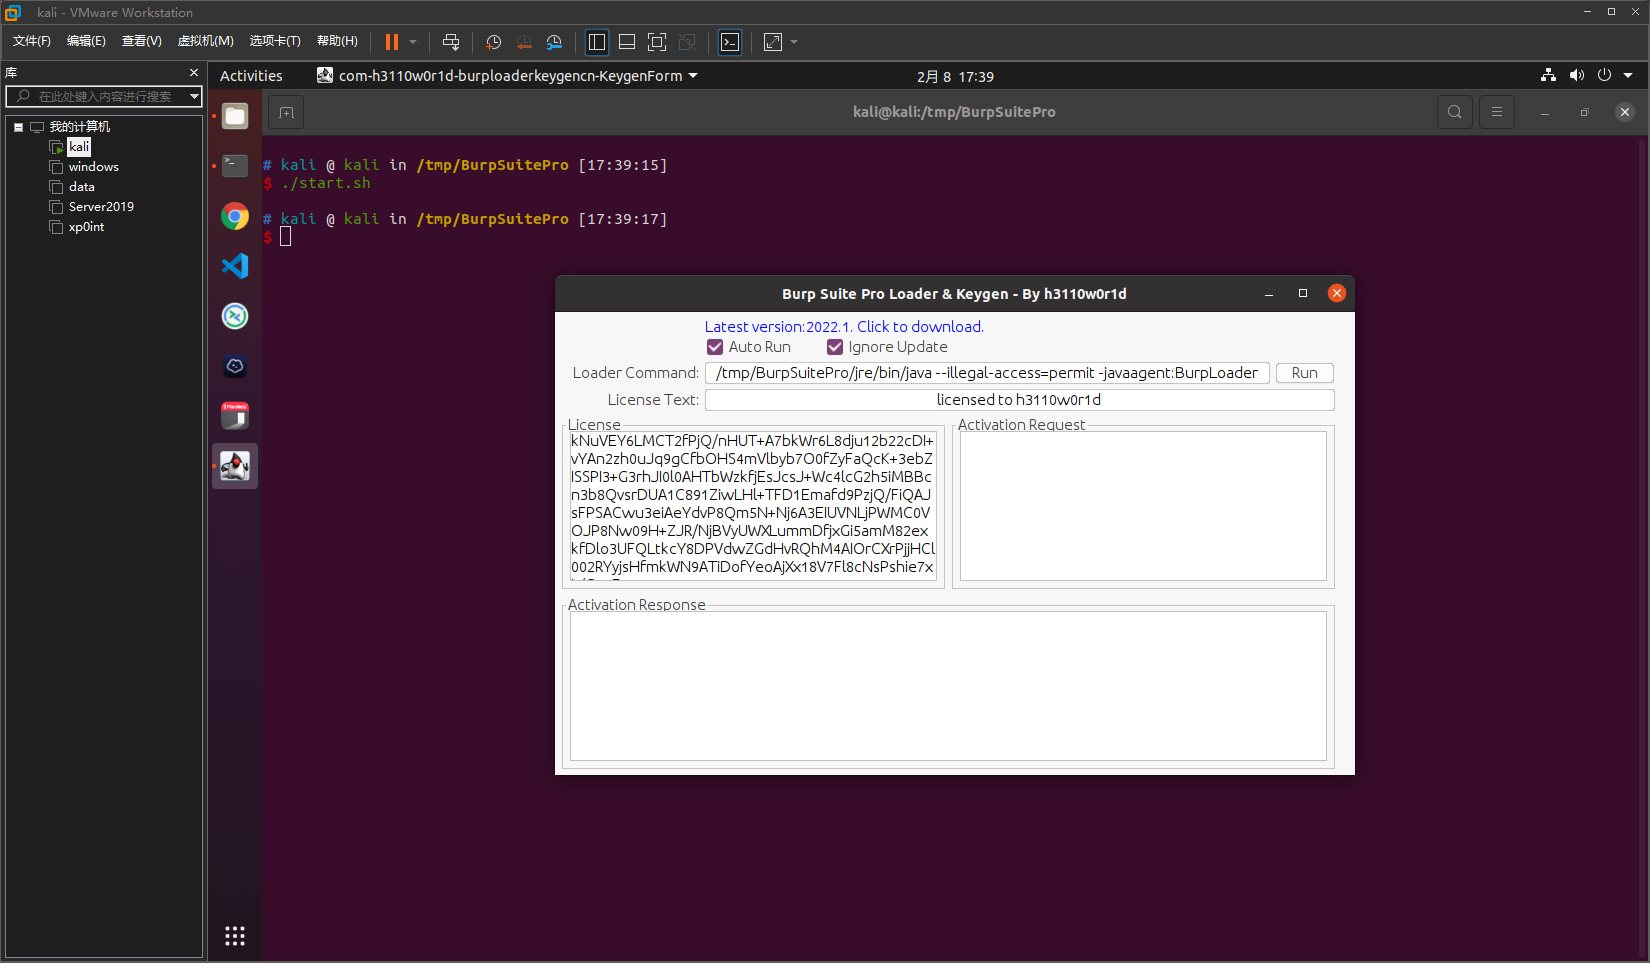 kali - VMware Workstation
文件(F) 编辑(E) 查看(V) 虚拟机(M) 选项卡(T) 帮助(H)
库
在此处键入内容进行搜索
我的计算机
kali
windows
data
Server2019
xp0int
Activities
com-h3110w0r1d-burploaderkeygencn-KeygenForm
2月 8 17:39
kali@kali:/tmp/BurpSuitePro
# kali @ kali in /tmp/BurpSuitePro [17:39:15]
$ ./start.sh
# kali @ kali in /tmp/BurpSuitePro [17:39:17]
$
Burp Suite Pro Loader & Keygen - By h3110w0r1d
Latest version:2022.1. Click to download.
Auto Run Ignore Update
Loader Command: /tmp/BurpSuitePro/jre/bin/java --illegal-access=permit -javaagent:BurpLoader Run
License Text: licensed to h3110w0r1d
License
kNuVEY6LMCT2fPjQ/nHUT+A7bkWr6L8dju12b22cDI+
vYAn2zh0uJq9gCfbOHS4mVlbyb7O0fZyFaQcK+3ebZ
ISSPI3+G3rhJI0l0AHTbWzkfjEsJcsJ+Wc4lcG2h5iMBBc
n3b8QvsrDUA1C891ZiwLHl+TFD1Emafd9PzjQ/FiQAJ
sFPSACwu3eiAeYdvP8Qm5N+Nj6A3EIUVNLjPWMC0V
OJP8Nw09H+ZJR/NjBVyUWXLummDfjxGi5amM82ex
kfDlo3UFQLtkcY8DPVdwZGdHvRQhM4AIOrCXrPjjHCl
002RYyjsHfmkWN9ATiDofYeoAjXx18V7Fl8cNsPshie7x
Activation Request
Activation Response